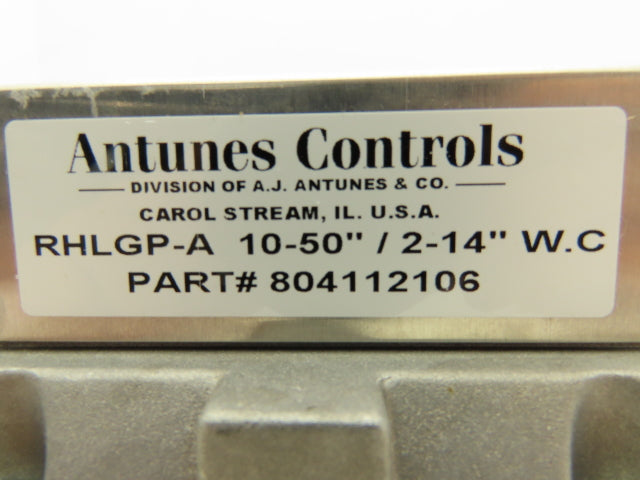 Antunes Controls
DIVISION OF A.J. ANTUNES & CO.
CAROL STREAM, IL. U.S.A.
RHLGP-A 10-50" / 2-14" W.C
PART# 804112106